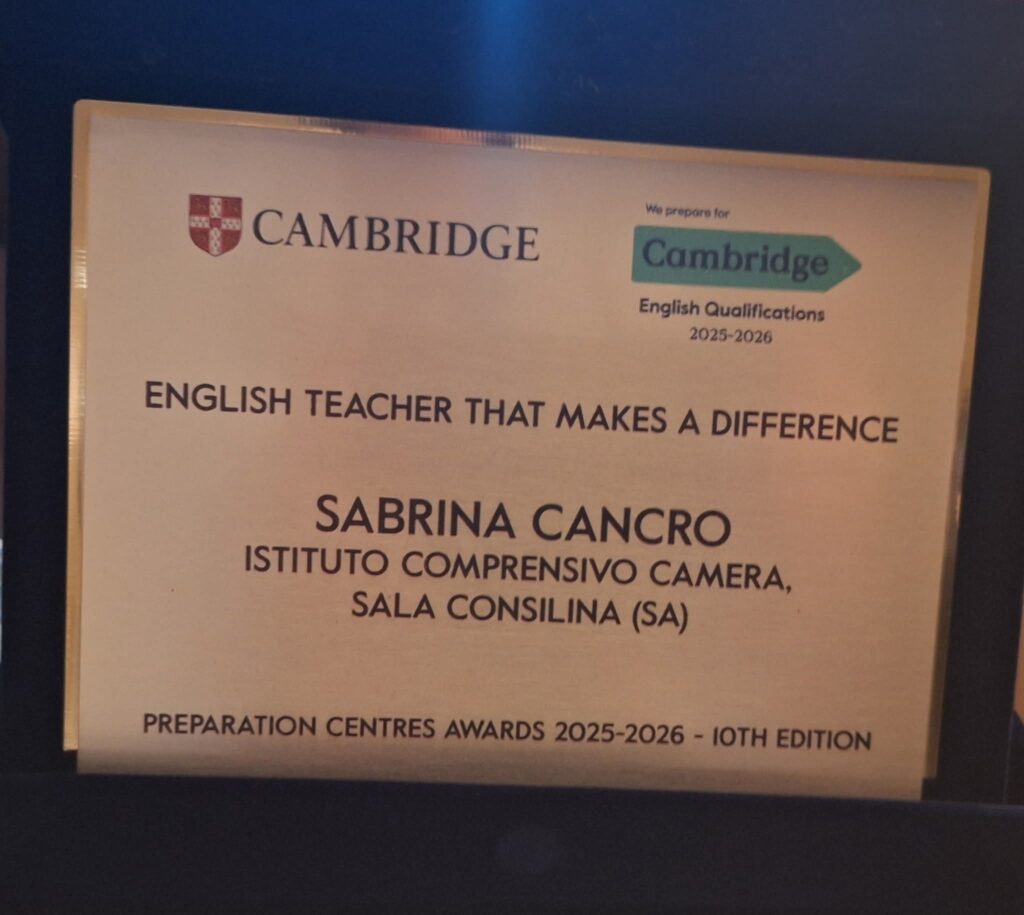 CAMBRIDGE
We prepare for
Cambridge
English Qualifications
2025-2026
ENGLISH TEACHER THAT MAKES A DIFFERENCE
SABRINA CANCRO
ISTITUTO COMPRENSIVO CAMERA,
SALA CONSILINA (SA)
PREPARATION CENTRES AWARDS 2025-2026 - 10TH EDITION